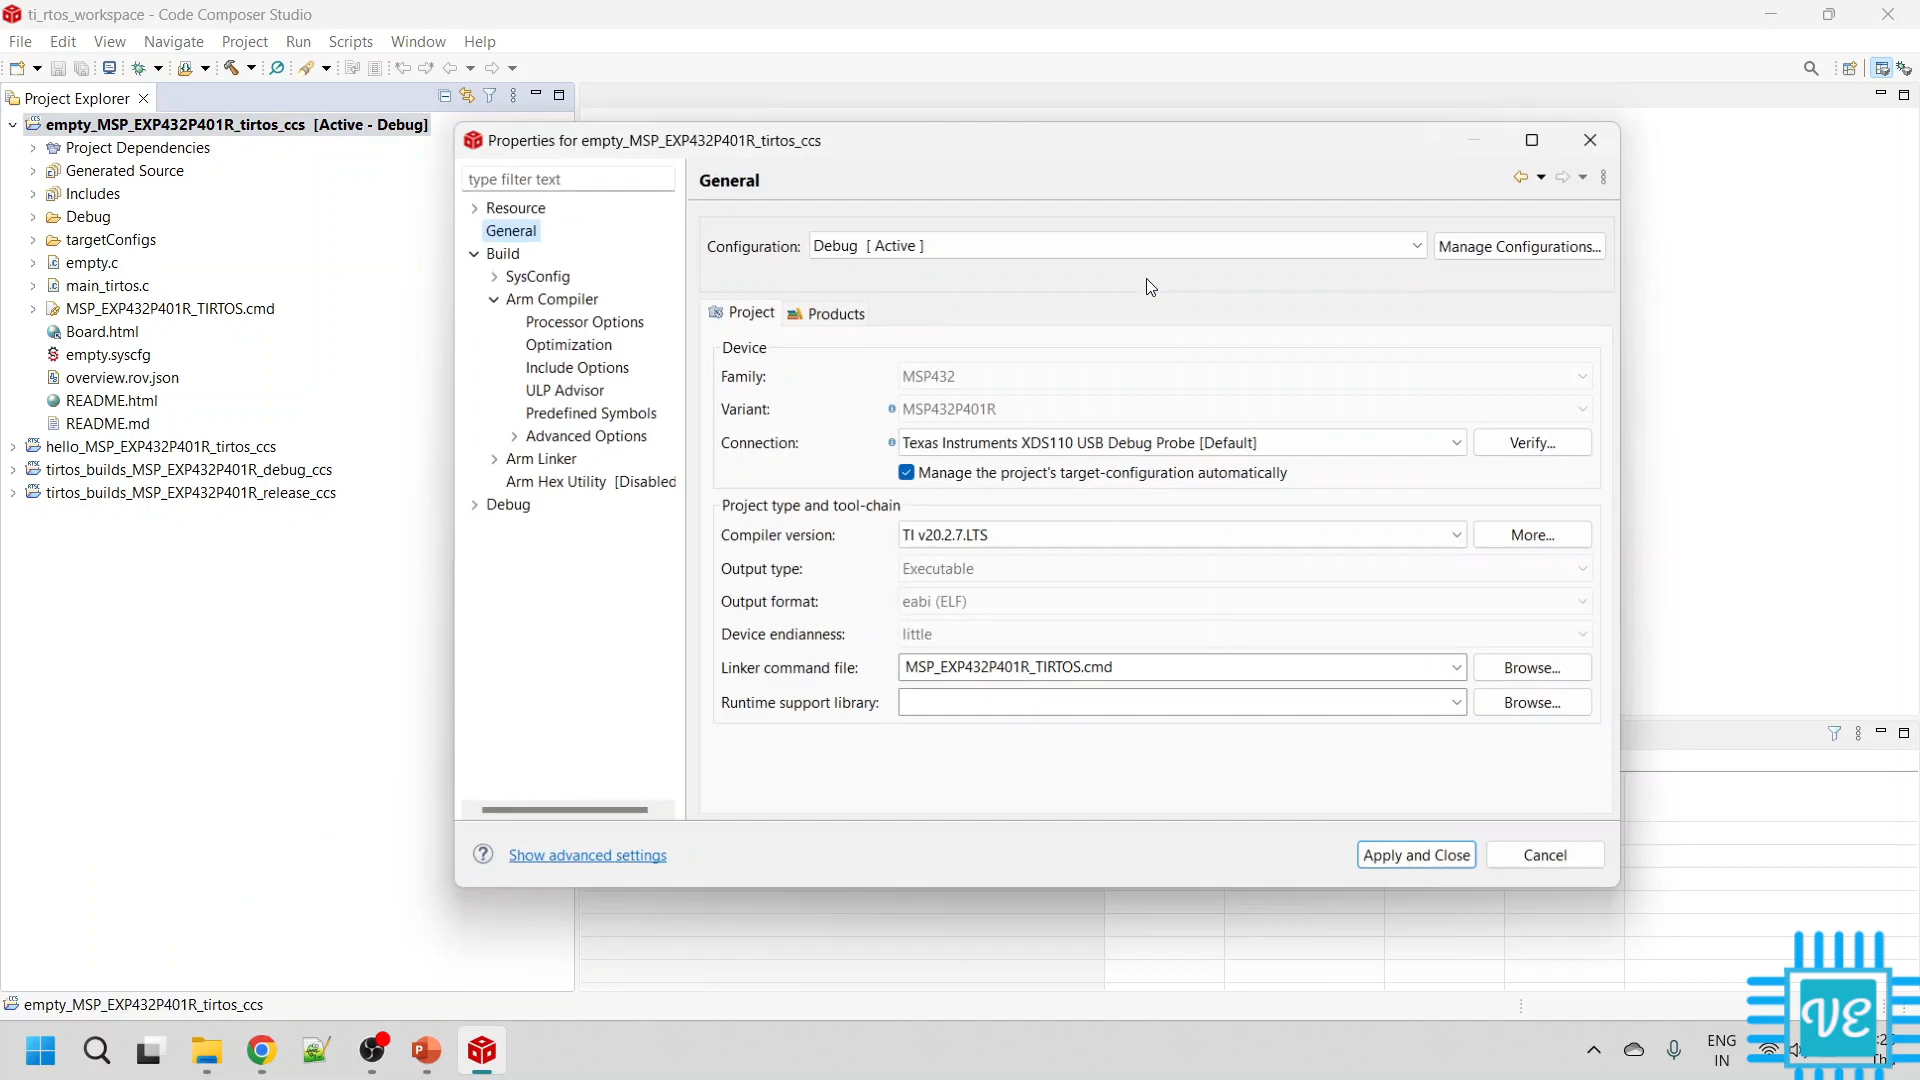 ti_rtos_workspace - Code Composer Studio
File Edit View Navigate Project Run Scripts Window Help
Project Explorer
empty_MSP_EXP432P401R_tirtos_ccs [Active - Debug]
Project Dependencies
Generated Source
Includes
Debug
targetConfigs
empty.c
main_tirtos.c
MSP_EXP432P401R_TIRTOS.cmd
Board.html
empty.syscfg
overview.rov.json
README.html
README.md
hello_MSP_EXP432P401R_tirtos_ccs
tirtos_builds_MSP_EXP432P401R_debug_ccs
tirtos_builds_MSP_EXP432P401R_release_ccs
Properties for empty_MSP_EXP432P401R_tirtos_ccs
type filter text
Resource
General
Build
SysConfig
Arm Compiler
Processor Options
Optimization
Include Options
ULP Advisor
Predefined Symbols
Advanced Options
Arm Linker
Arm Hex Utility [Disabled
Debug
General
Configuration: Debug [ Active ] Manage Configurations...
Project Products
Device
Family: MSP432
Variant: MSP432P401R
Connection: Texas Instruments XDS110 USB Debug Probe [Default] Verify...
Manage the project's target-configuration automatically
Project type and tool-chain
Compiler version: TI v20.2.7.LTS More...
Output type: Executable
Output format: eabi (ELF)
Device endianness: little
Linker command file: MSP_EXP432P401R_TIRTOS.cmd Browse...
Runtime support library: Browse...
Show advanced settings Apply and Close Cancel
empty_MSP_EXP432P401R_tirtos_ccs
ENG
IN
VE